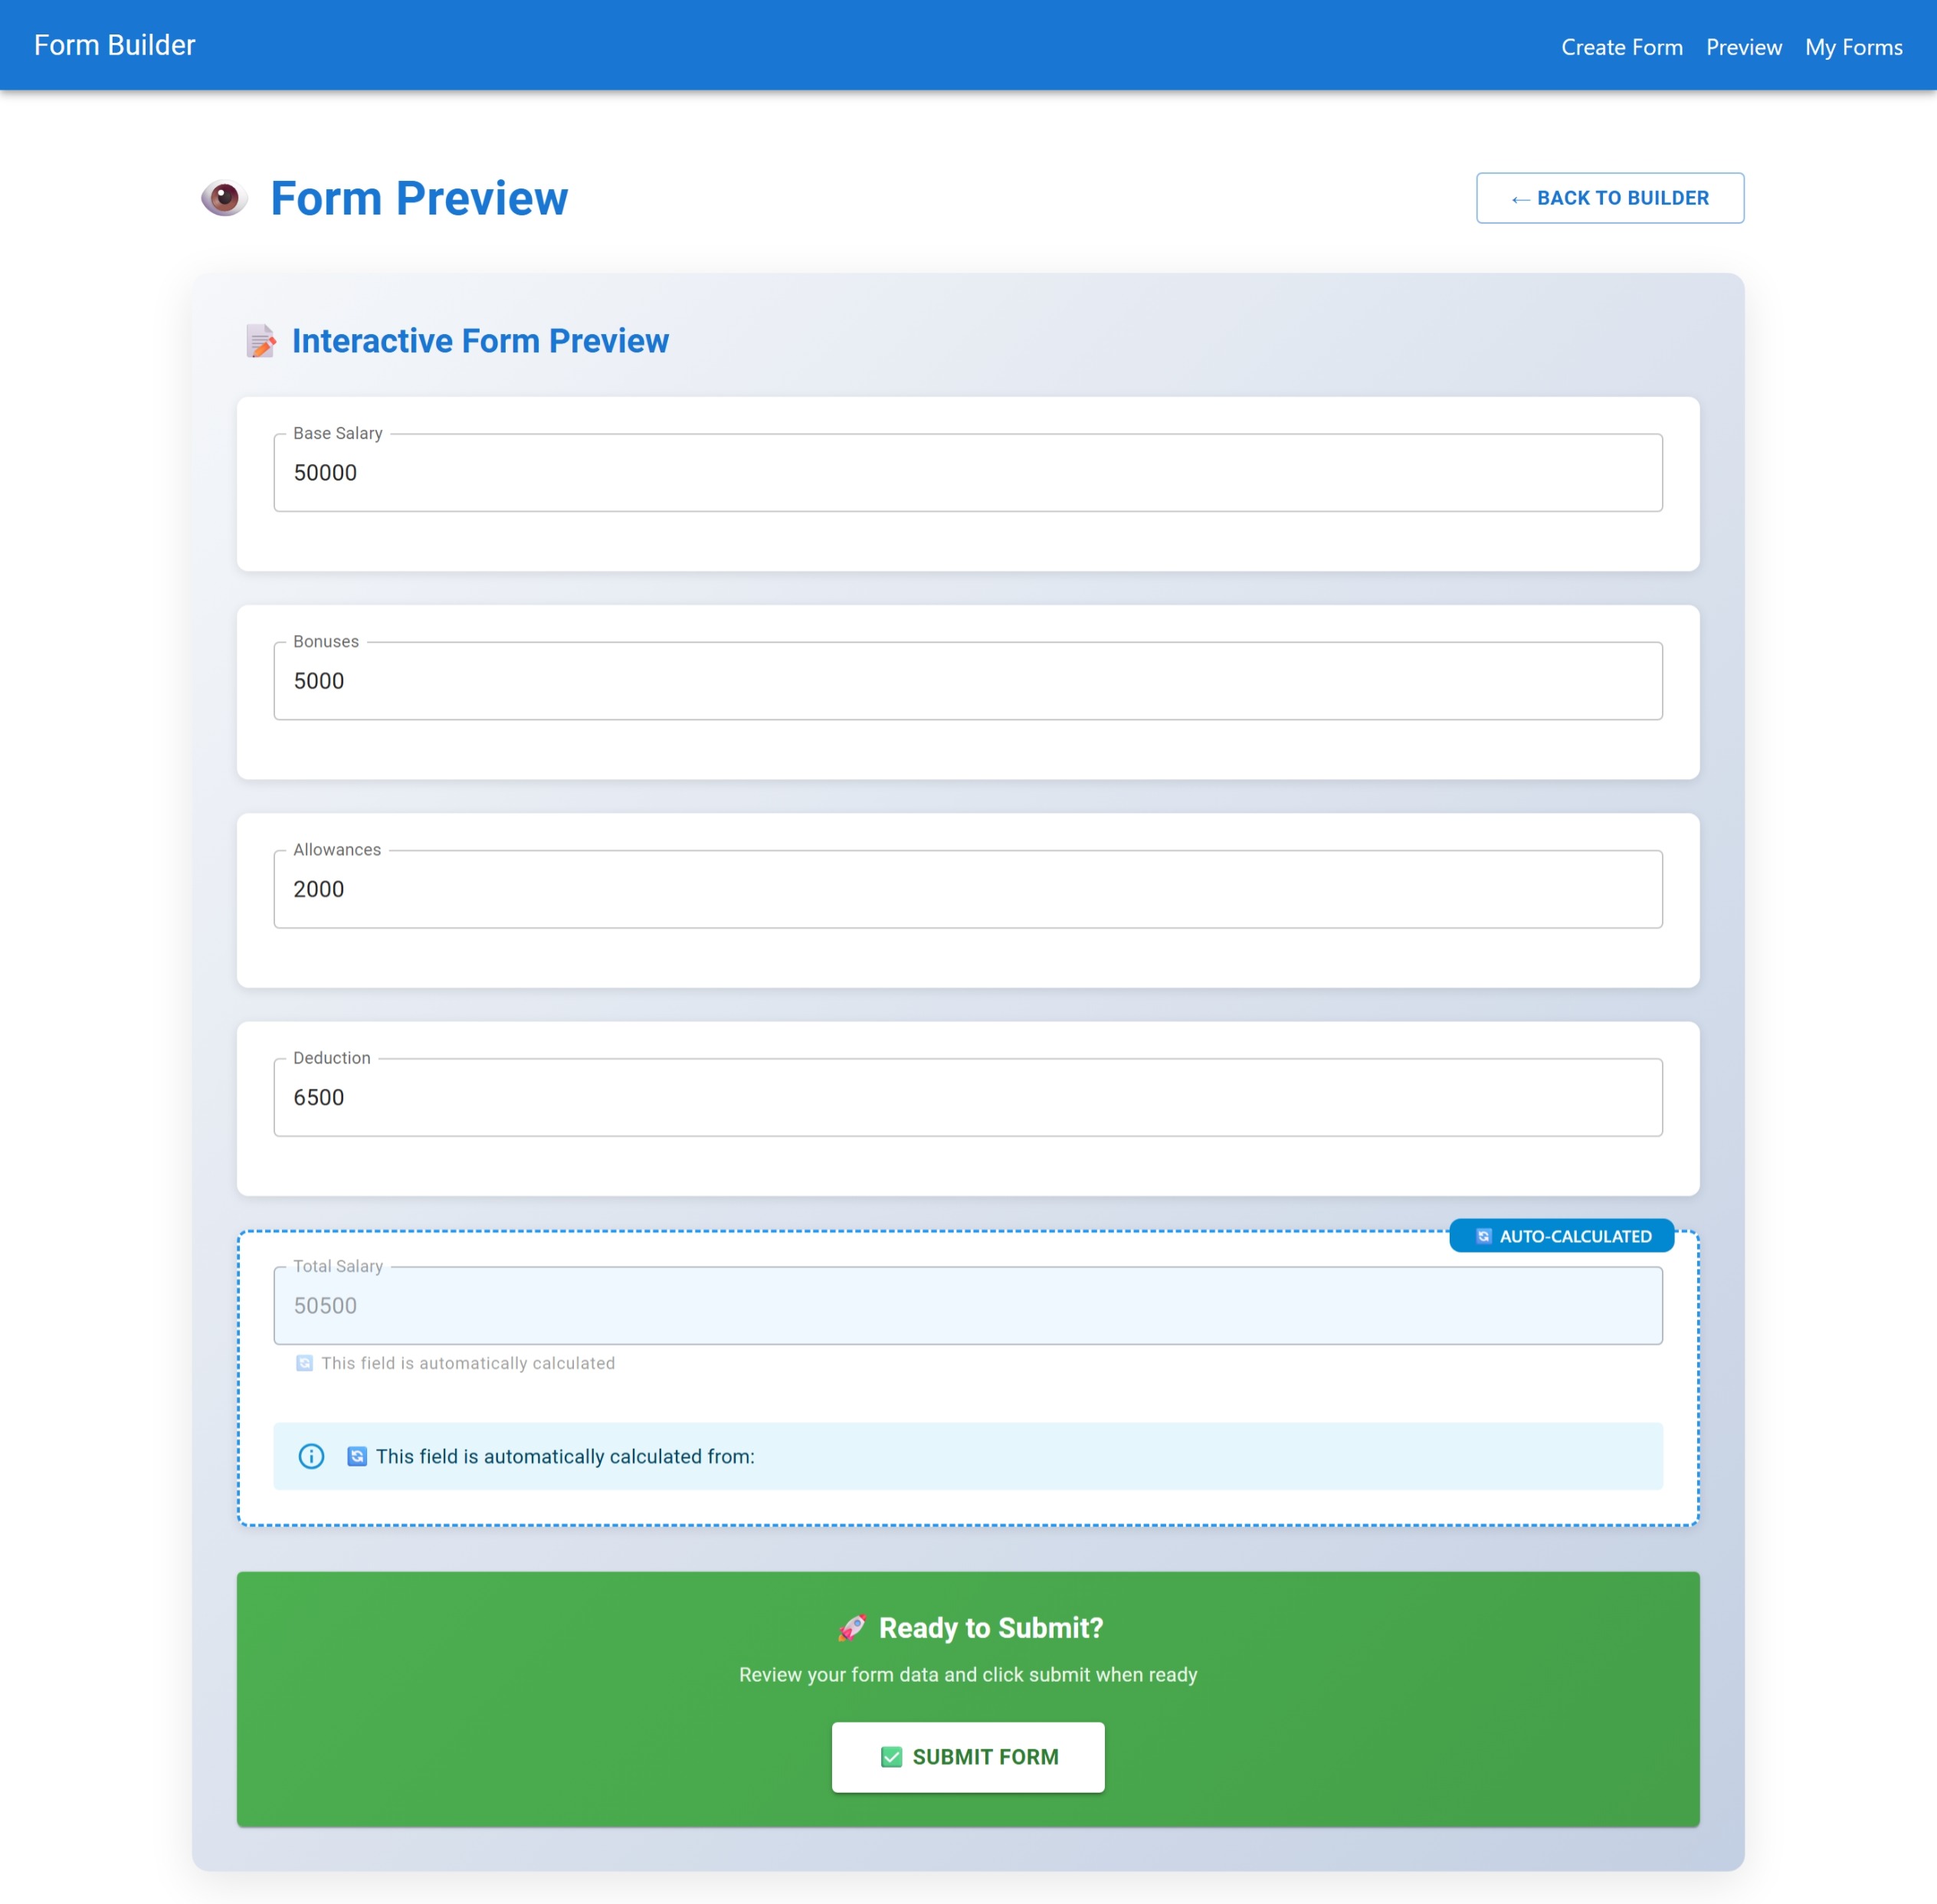 Form Builder
Create Form
Preview
My Forms
Form Preview
← BACK TO BUILDER
Interactive Form Preview
Base Salary
50000
Bonuses
5000
Allowances
2000
Deduction
6500
AUTO-CALCULATED
Total Salary
50500
This field is automatically calculated
This field is automatically calculated from:
Ready to Submit?
Review your form data and click submit when ready
SUBMIT FORM